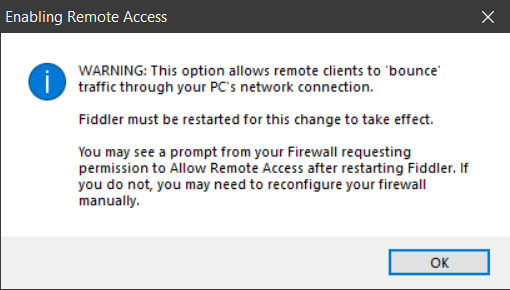 Enabling Remote Access
WARNING: This option allows remote clients to 'bounce'
traffic through your PC's network connection.
Fiddler must be restarted for this change to take effect.
You may see a prompt from your Firewall requesting
permission to Allow Remote Access after restarting Fiddler. If
you do not, you may need to reconfigure your firewall
manually.
OK